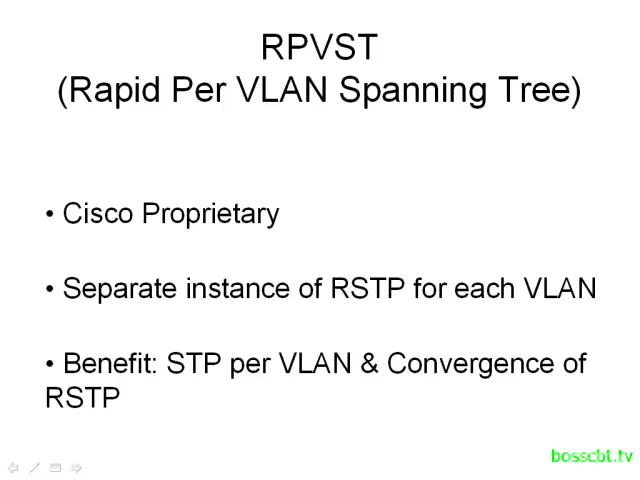 RPVST
(Rapid Per VLAN Spanning Tree)
• Cisco Proprietary
• Separate instance of RSTP for each VLAN
• Benefit: STP per VLAN & Convergence of
RSTP
bosscbt.tv